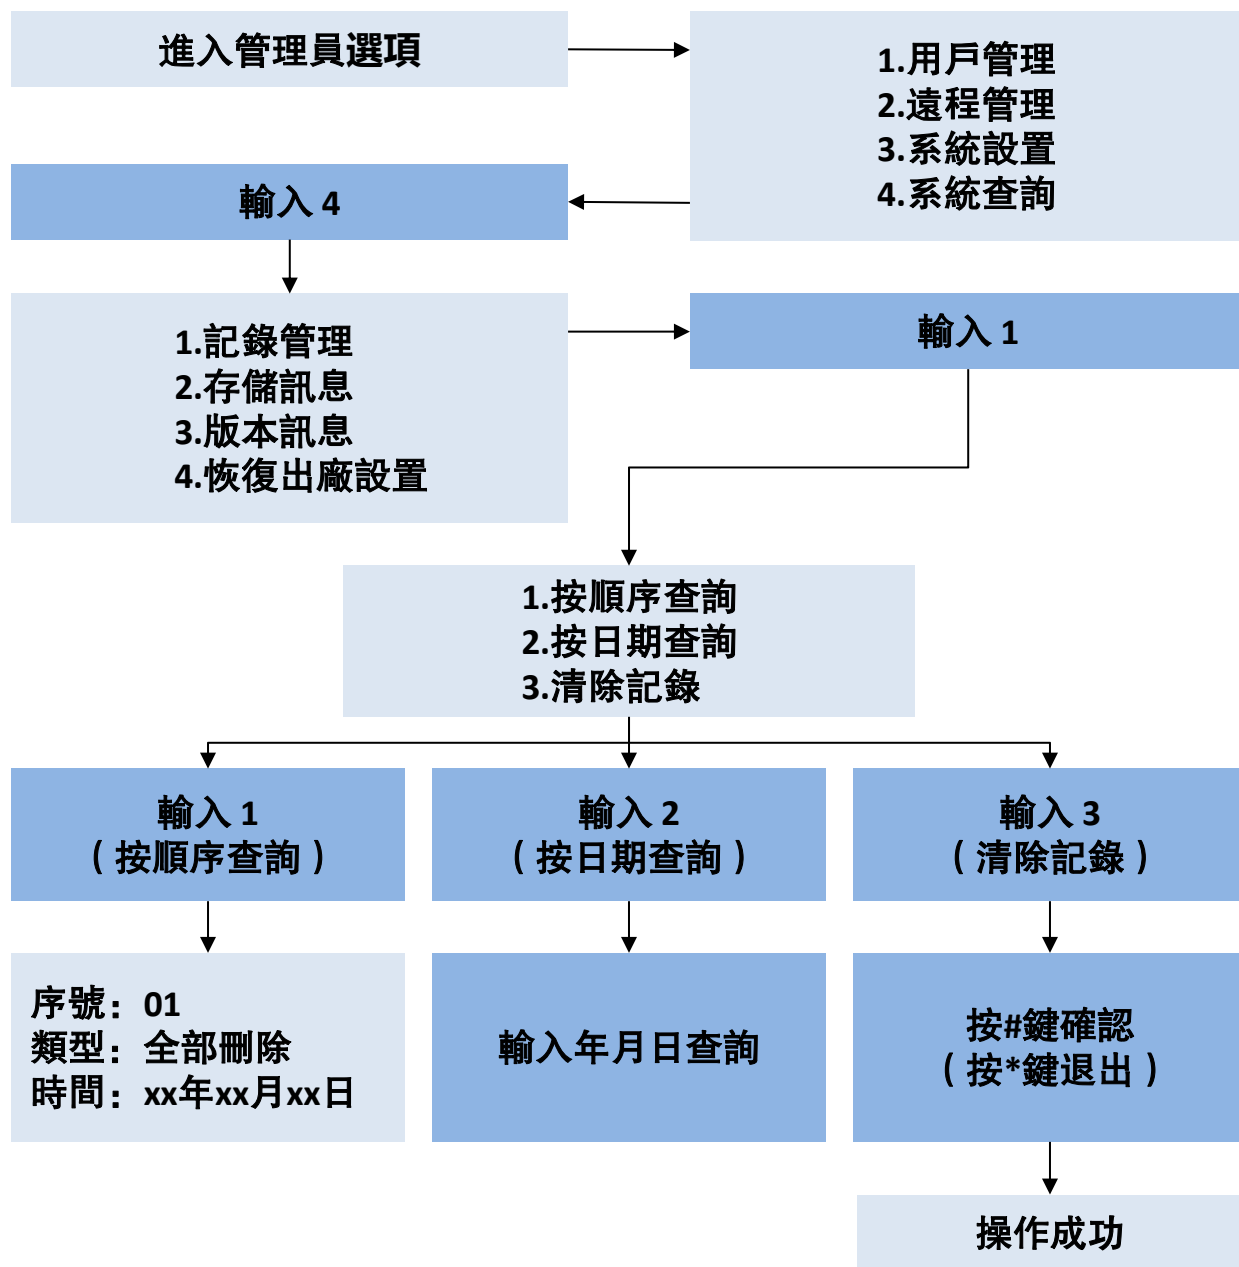 進入管理員選項
1.用戶管理
2.遠程管理
3.系統設置
4.系統查詢
輸入 4
1.記錄管理
2.存儲訊息
3.版本訊息
4.恢復出廠設置
輸入 1
1.按順序查詢
2.按日期查詢
3.清除記錄
輸入 1
（按順序查詢）
輸入 2
（按日期查詢）
輸入 3
（清除記錄）
序號：01
類型：全部刪除
時間：xx年xx月xx日
輸入年月日查詢
按#鍵確認
（按*鍵退出）
操作成功